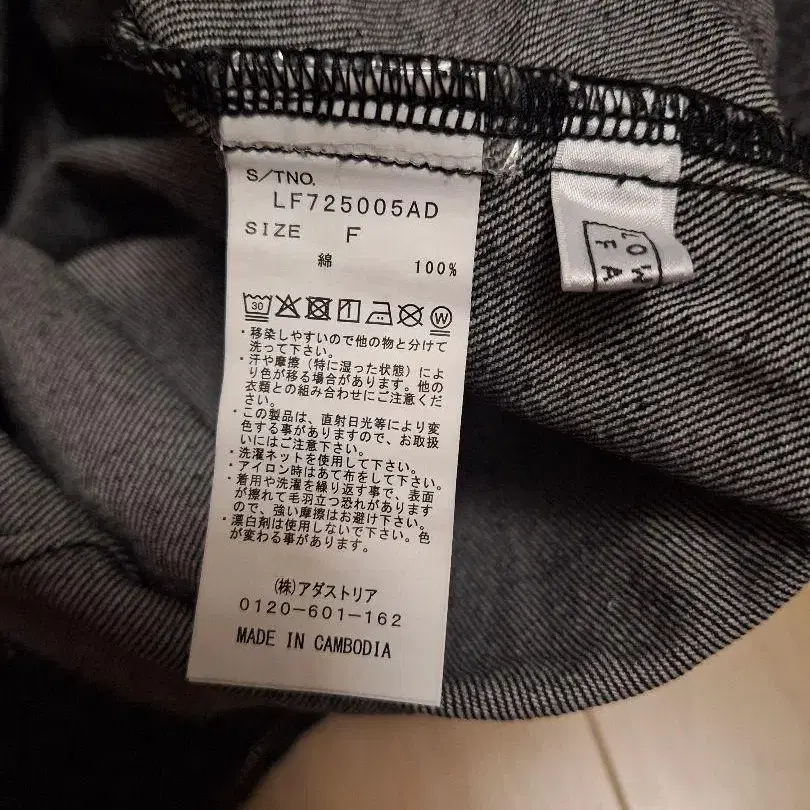 S/TNO.
LF725005AD
SIZE F
綿 100%
30 W
・移染しやすいので他の物と分けて
洗って下さい。
・汗や摩擦（特に湿った状態）によ
り色が移る場合があります。他の
衣類との組み合わせにご注意くだ
さい。
・この製品は、直射日光等により変
色する事がありますので、お取扱
いにはご注意下さい。
・洗濯ネットを使用して下さい。
・アイロン時はあて布をして下さい。
・着用や洗濯を繰り返す事で、表面
が擦れて毛羽立つ恐れがあります
ので、強い摩擦はお避け下さい。
・漂白剤は使用しないで下さい。色
が変わる事があります。
(株)アダストリア
0120-601-162
MADE IN CAMBODIA
LOW
FA